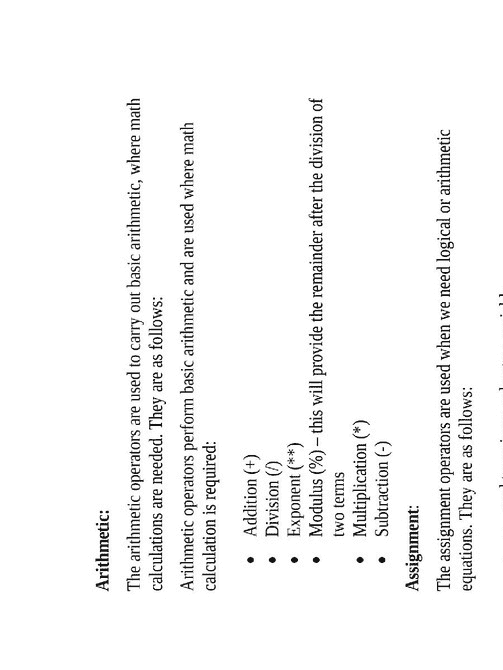 Arithmetic:
The arithmetic operators are used to carry out basic arithmetic, where math
calculations are needed. They are as follows:
Arithmetic operators perform basic arithmetic and are used where math
calculation is required:
• Addition (+)
• Division (/)
• Exponent (**)
• Modulus (%) – this will provide the remainder after the division of
two terms
• Multiplication (*)
• Subtraction (-)
Assignment:
The assignment operators are used when we need logical or arithmetic
equations. They are as follows: